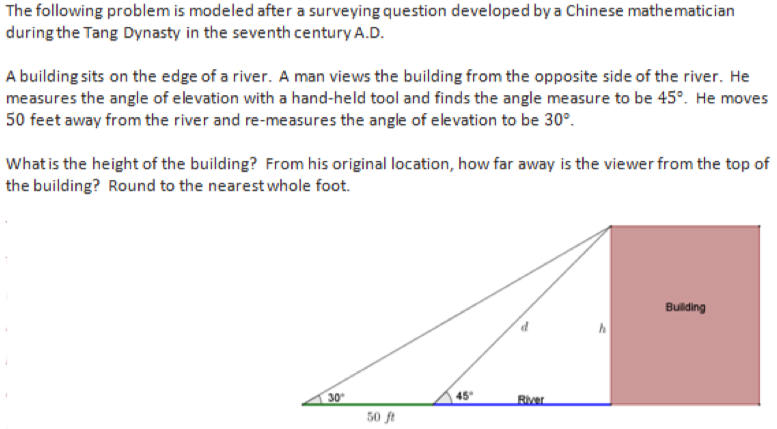 The following problem is modeled after a surveying question developed by a Chinese mathematician
during the Tang Dynasty in the seventh century A.D.
A building sits on the edge of a river. A man views the building from the opposite side of the river. He
measures the angle of elevation with a hand-held tool and finds the angle measure to be 45°. He moves
50 feet away from the river and re-measures the angle of elevation to be 30°.
What is the height of the building? From his original location, how far away is the viewer from the top of
the building? Round to the nearest whole foot.
Building
d
h
30°
45°
River
50 ft